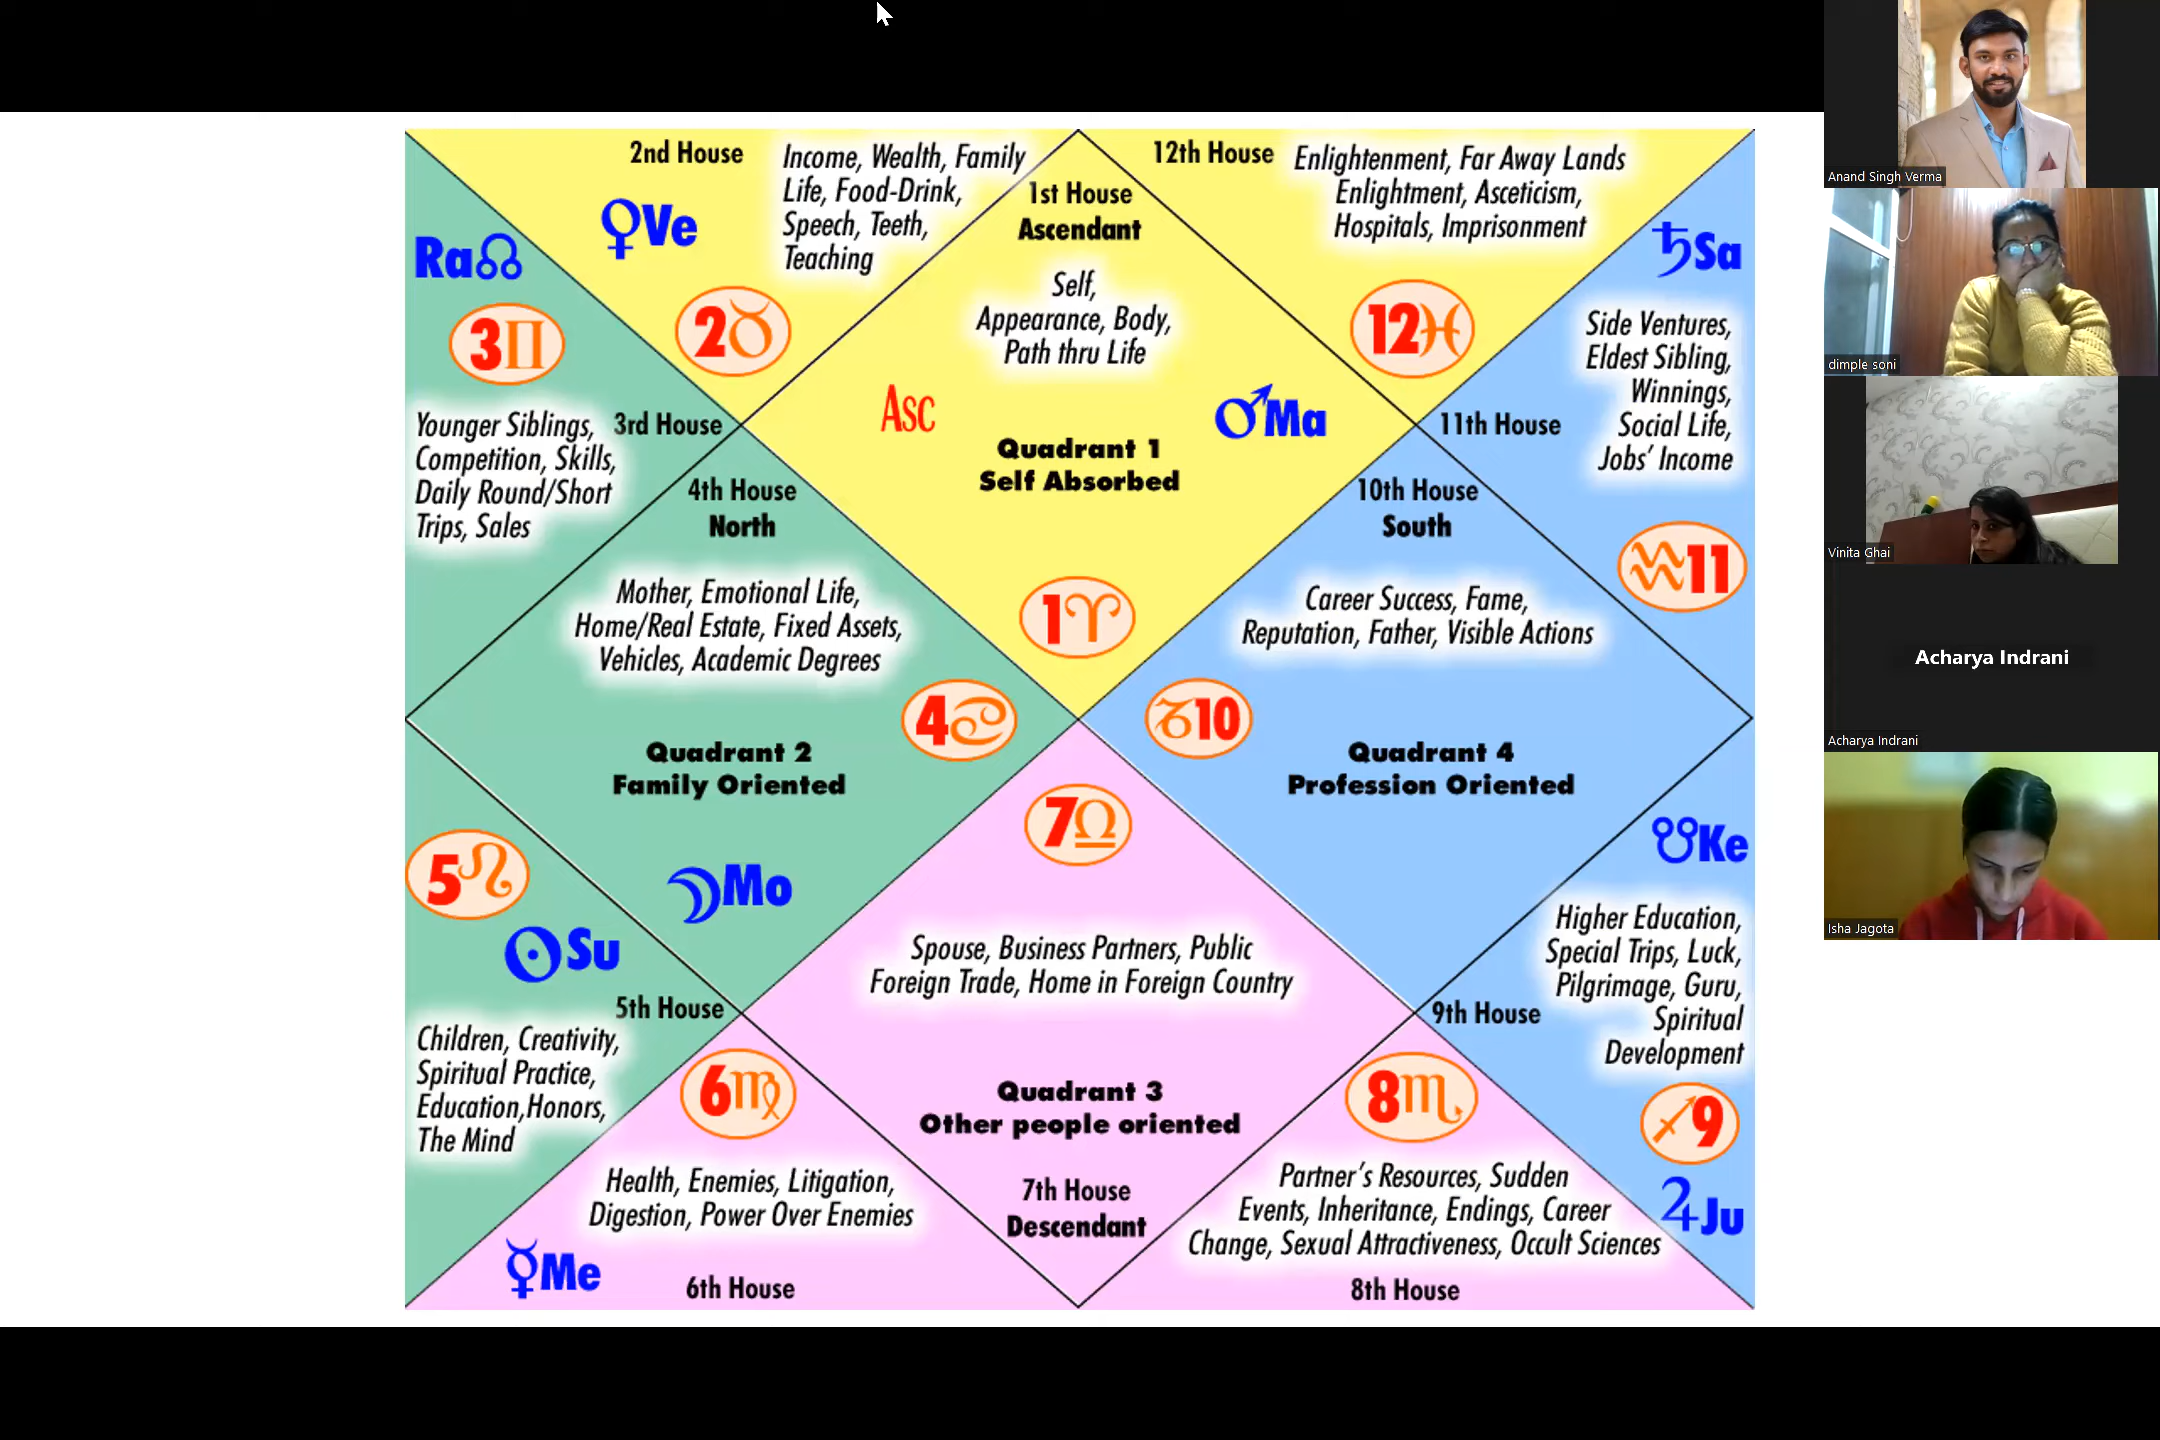 2nd House
Income, Wealth, Family
Life, Food-Drink,
Speech, Teeth,
Teaching
♀Ve
2♉
1st House
Ascendant
Self,
Appearance, Body,
Path thru Life
Asc
♂Ma
Quadrant 1
Self Absorbed
1♈
12th House
Enlightenment, Far Away Lands
Enlightment, Asceticism,
Hospitals, Imprisonment
12♓
Ra☊
3♊
Younger Siblings,
Competition, Skills,
Daily Round/Short
Trips, Sales
3rd House
♄Sa
Side Ventures,
Eldest Sibling,
Winnings,
Social Life,
Jobs’ Income
11th House
♒11
4th House
North
Mother, Emotional Life,
Home/Real Estate, Fixed Assets,
Vehicles, Academic Degrees
4♋
Quadrant 2
Family Oriented
☽Mo
10th House
South
Career Success, Fame,
Reputation, Father, Visible Actions
♑10
Quadrant 4
Profession Oriented
5♌
☉Su
5th House
Children, Creativity,
Spiritual Practice,
Education,Honors,
The Mind
7♎
Spouse, Business Partners, Public
Foreign Trade, Home in Foreign Country
Quadrant 3
Other people oriented
7th House
Descendant
☋Ke
Higher Education,
Special Trips, Luck,
Pilgrimage, Guru,
Spiritual
Development
9th House
♐9
♃Ju
6♍
Health, Enemies, Litigation,
Digestion, Power Over Enemies
☿Me
6th House
8♏
Partner’s Resources, Sudden
Events, Inheritance, Endings, Career
Change, Sexual Attractiveness, Occult Sciences
8th House
Anand Singh Verma
dimple soni
Vinita Ghai
Acharya Indrani
Acharya Indrani
Isha Jagota